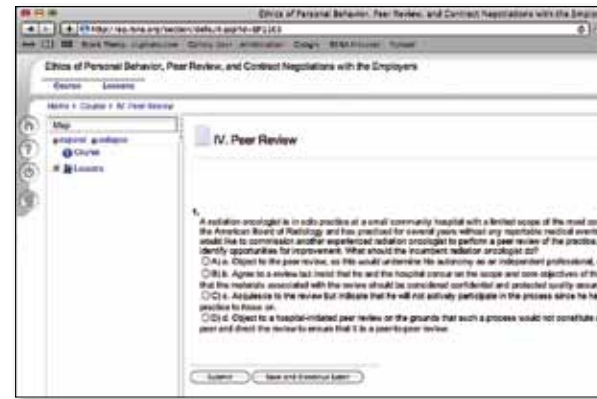 Ethics of Personal Behavior, Peer Review, and Contract Negotiations with the Employers
Ethics of Personal Behavior, Peer Review, and Contract Negotiations with the Employers
Course Lessons
Home > Course > IV. Peer Review
Map
expand collapse
Course
Lessons
IV. Peer Review
1.
A radiation oncologist is in solo practice at a small community hospital with a limited scope of the most
the American Board of Radiology and has practiced for several years without any reportable medical
would like to commission another experienced radiation oncologist to perform a peer review of the practice,
identify opportunities for improvement. What should the incumbent radiation oncologist do?
A) a. Object to the peer review, as this would undermine his autonomy as an independent professional,
B) b. Agree to a review but insist that he and the hospital concur on the scope and core objectives of
that the materials associated with the review should be considered confidential and protected quality
C) c. Acquiesce to the review but indicate that he will not actively participate in the process since he
practice to focus on.
D) d. Object to a hospital-initiated peer review on the grounds that such a process would not constitute
peer and direct the review to ensure that it is a peer-to-peer review.
Submit Save and Continue Later